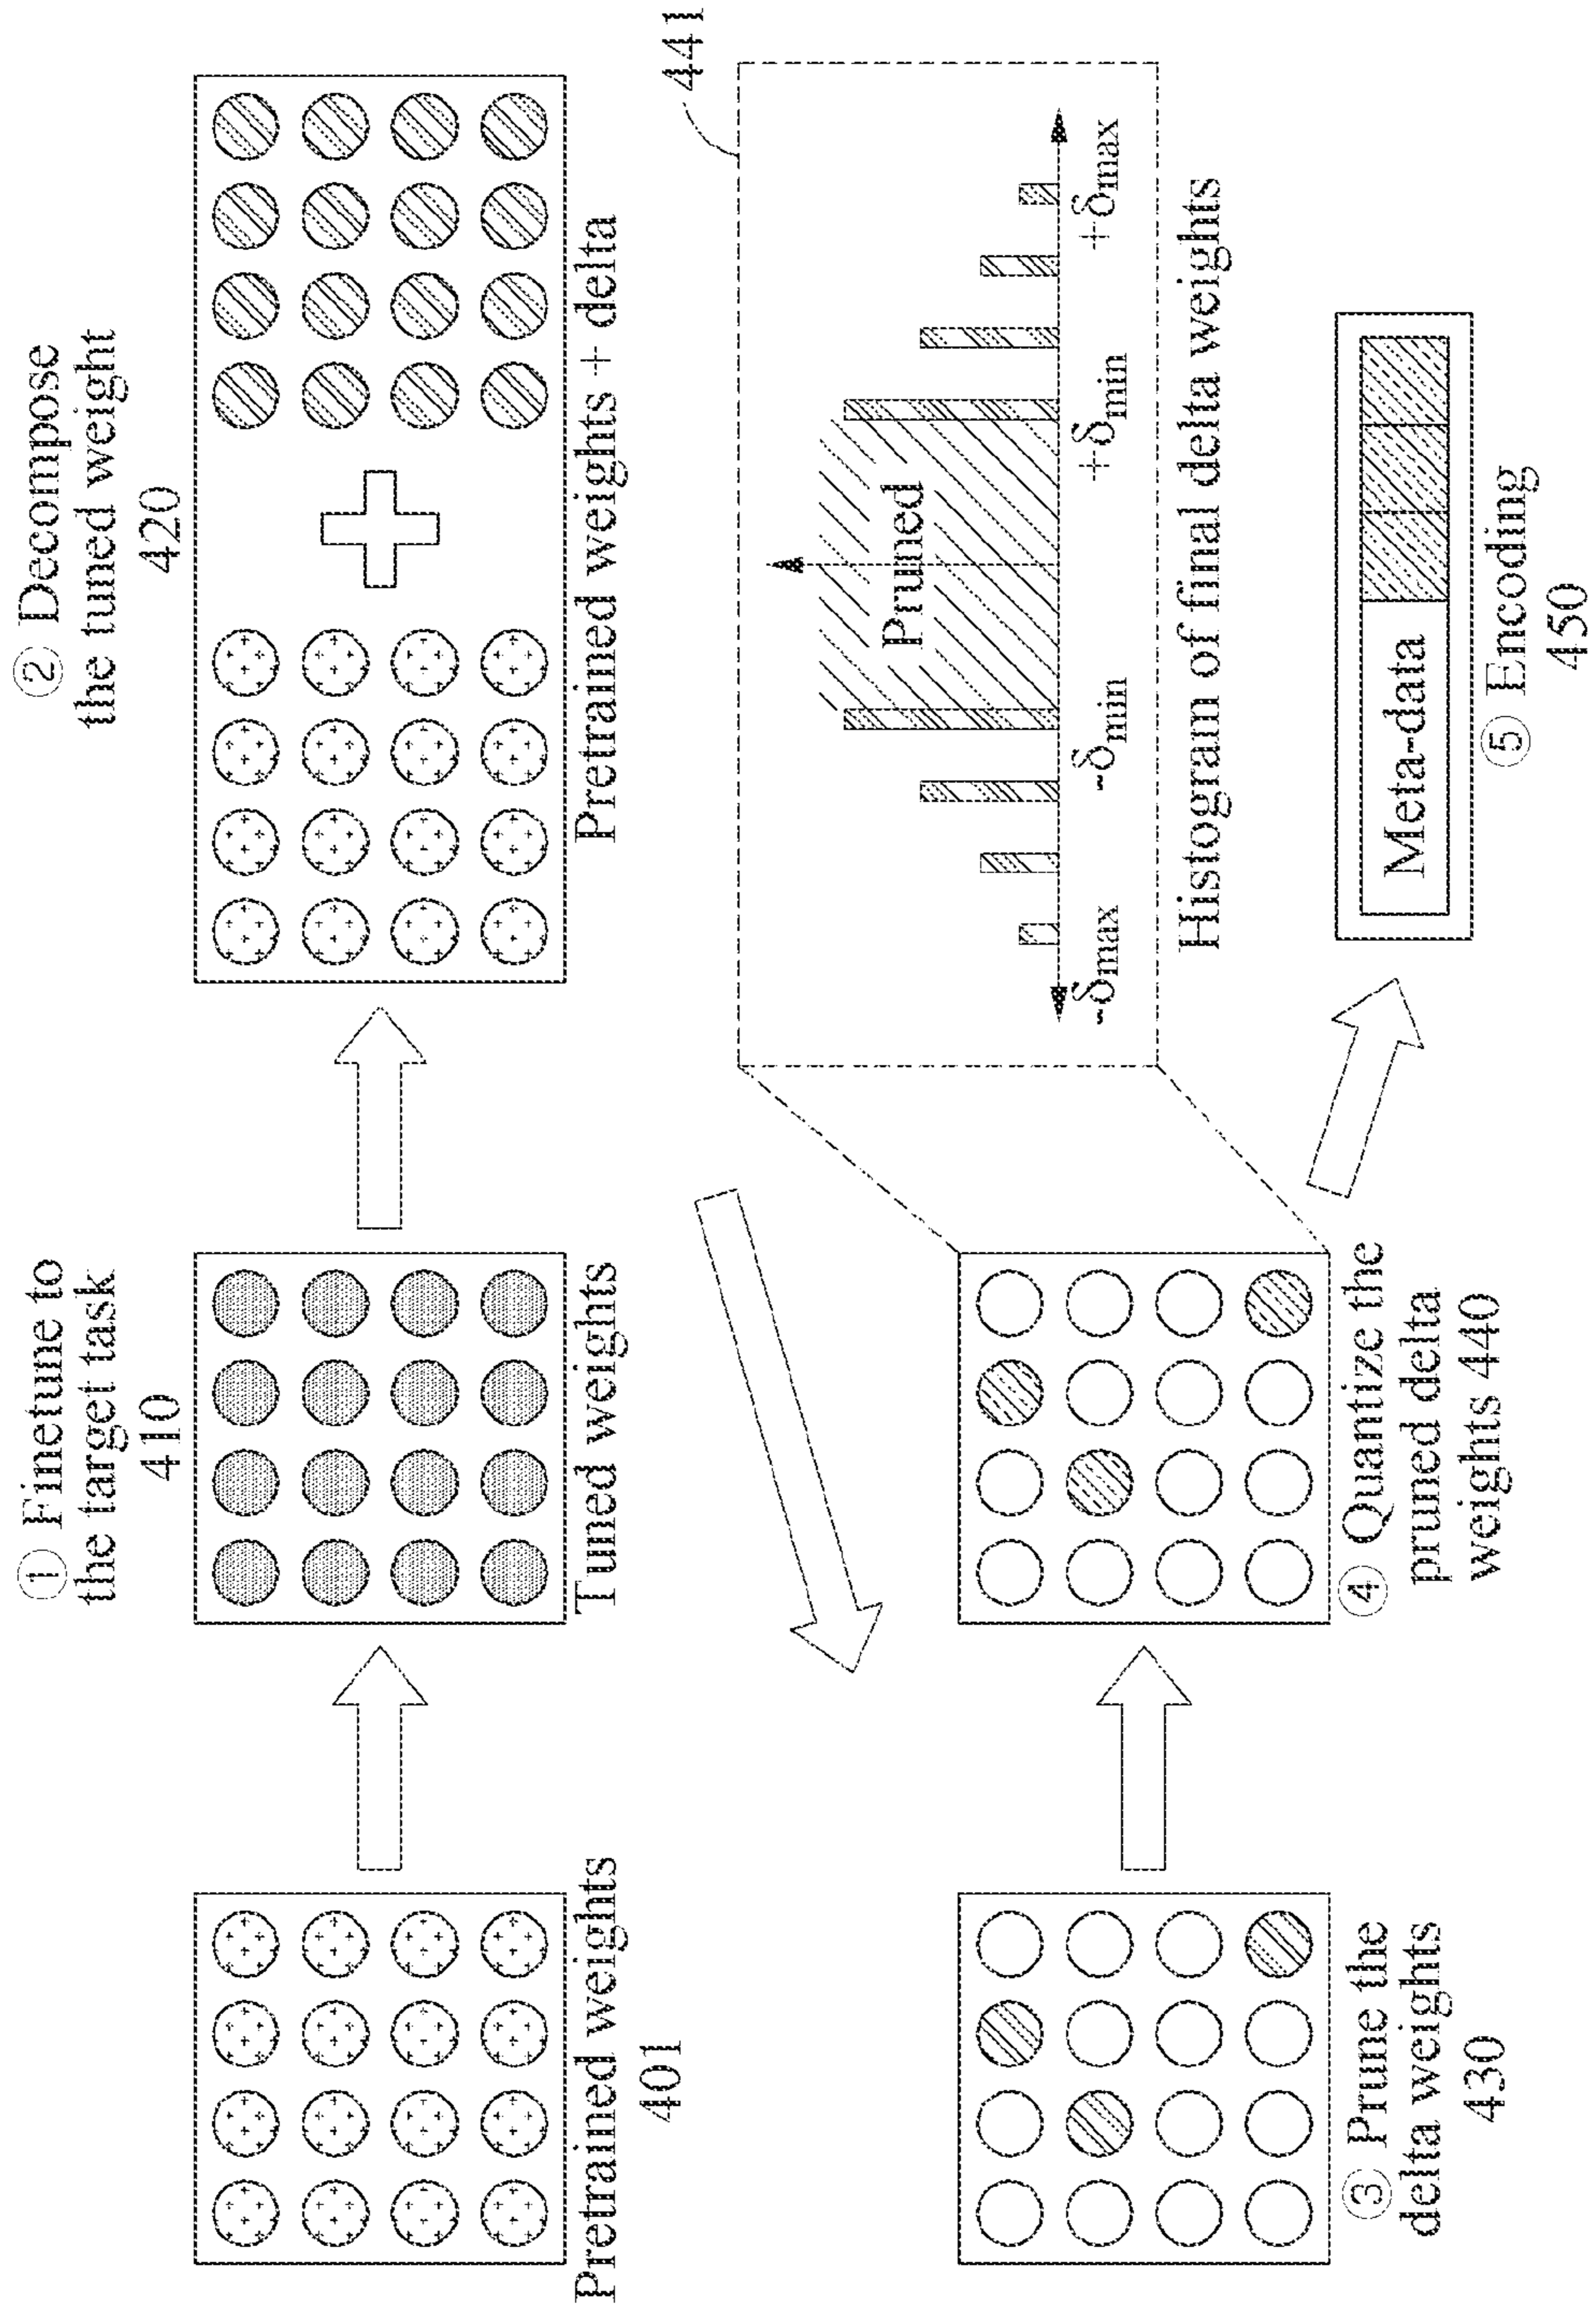 ① Finetune to
the target task
410
② Decompose
the tuned weight
420
Pretrained weights
401
Tuned weights
Pretrained weights + delta
441
Pruned
-δmax
-δmin
+δmin
+δmax
Histogram of final delta weights
③ Prune the
delta weights
430
④ Quantize the
pruned delta
weights 440
Meta-data
⑤ Encoding
450